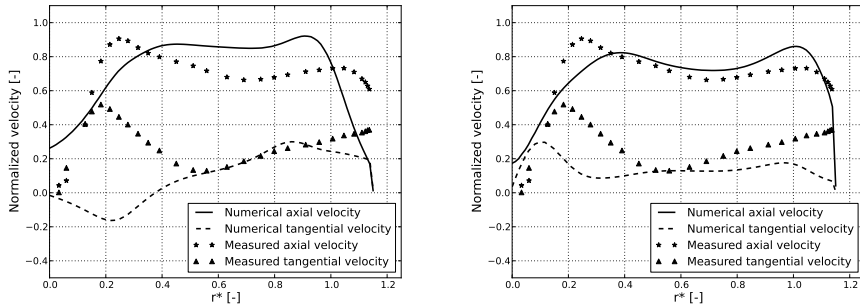 Normalized velocity [-]
1.0
0.8
0.6
0.4
0.2
0.0
−0.2
−0.4
0.0 0.2 0.4 0.6 0.8 1.0 1.2
r* [-]
Numerical axial velocity
Numerical tangential velocity
Measured axial velocity
Measured tangential velocity
Normalized velocity [-]
1.0
0.8
0.6
0.4
0.2
0.0
−0.2
−0.4
0.0 0.2 0.4 0.6 0.8 1.0 1.2
r* [-]
Numerical axial velocity
Numerical tangential velocity
Measured axial velocity
Measured tangential velocity